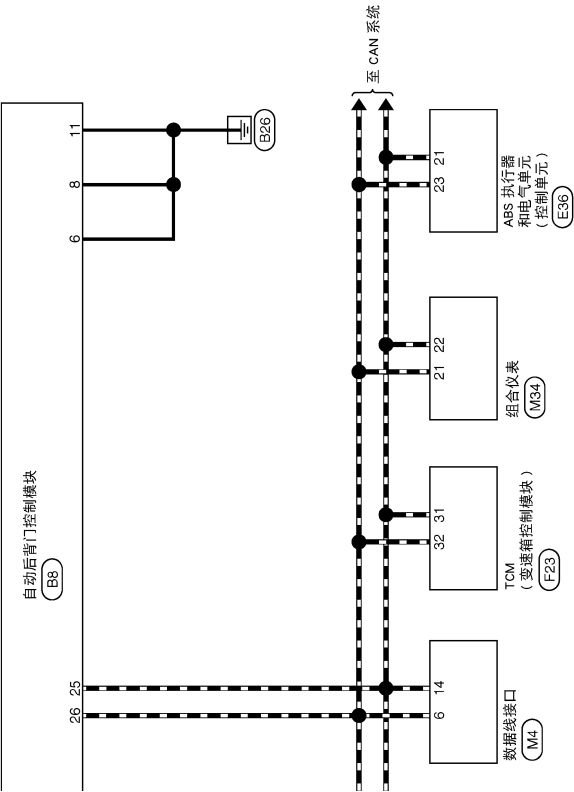 至 CAN 系统
11
8
6
B26
自动后背门控制模块
B8
25
26
21
23
ABS 执行器
和电气单元
（控制单元）
E36
22
21
组合仪表
M34
31
32
TCM
（变速箱控制模块）
F23
14
6
数据线接口
M4